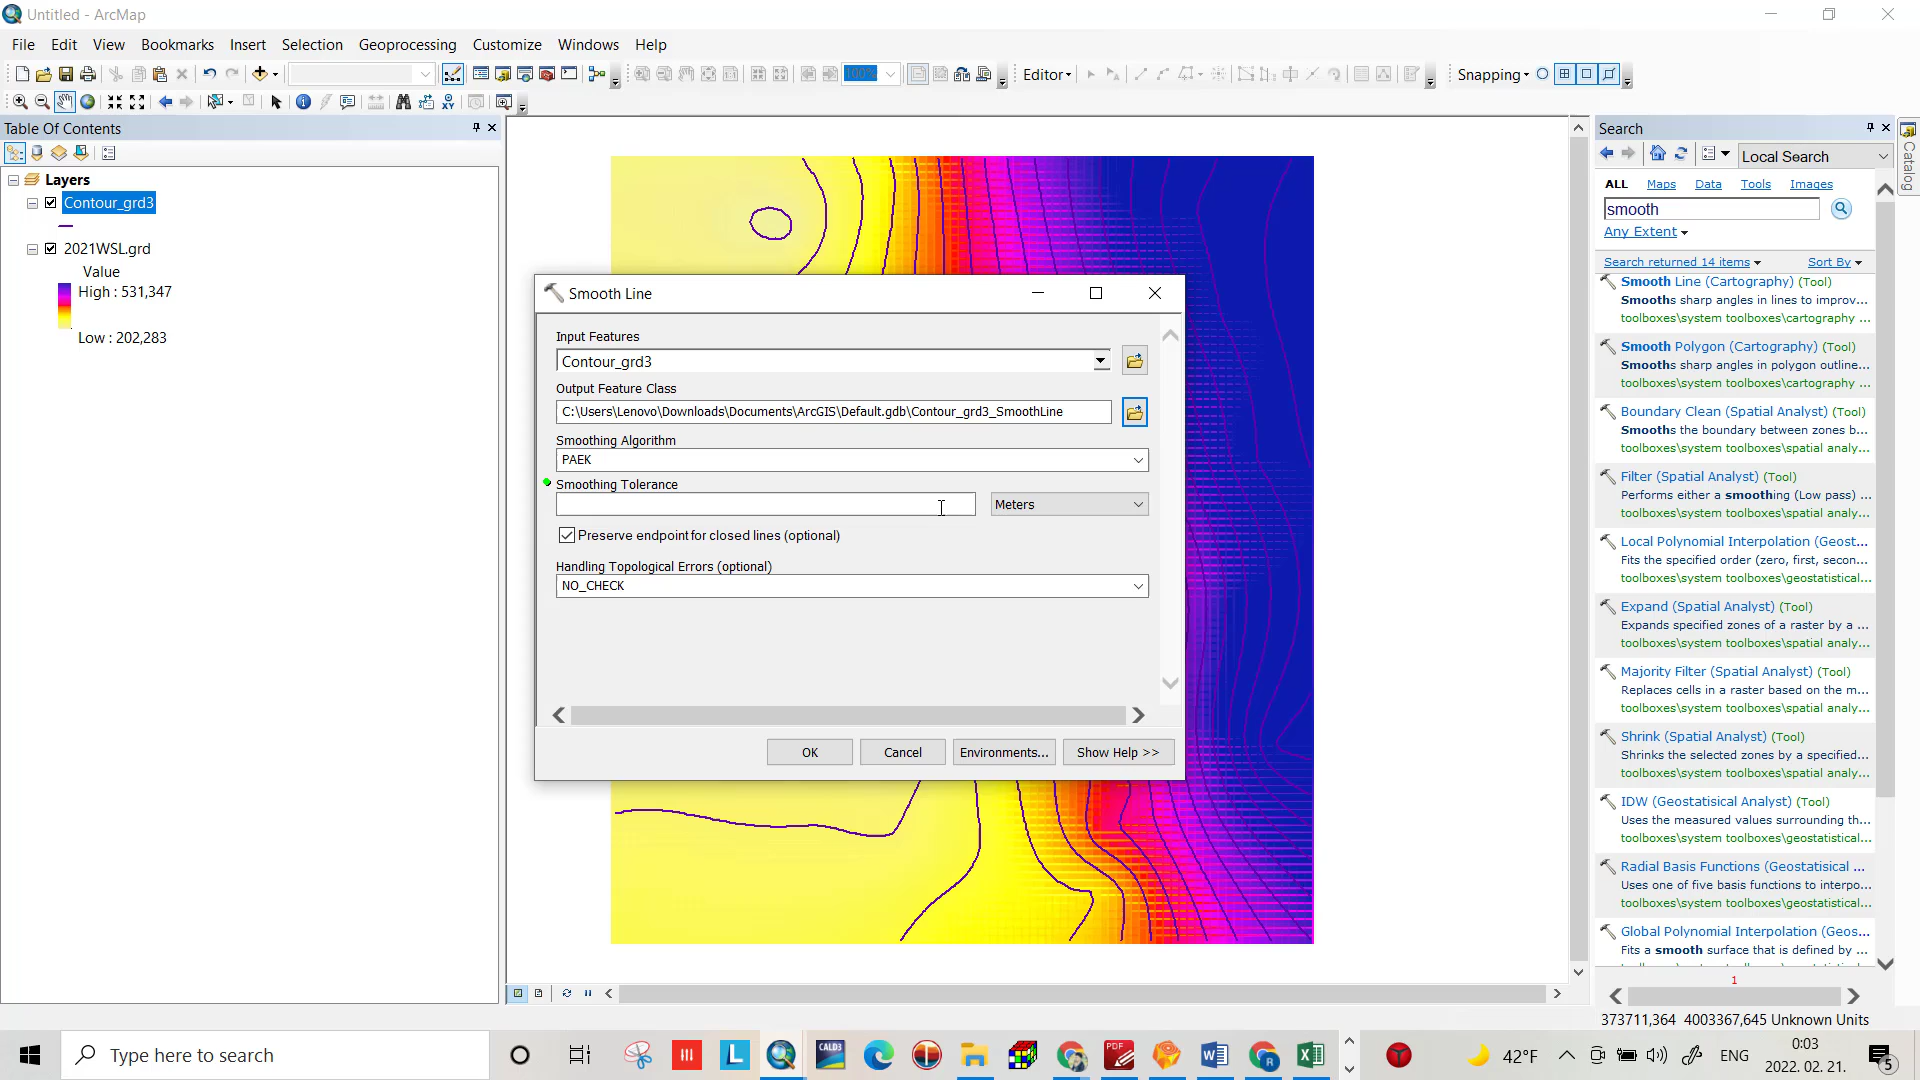 Untitled - ArcMap
File Edit View Bookmarks Insert Selection Geoprocessing Customize Windows Help
100%
Editor
Snapping
Table Of Contents
Layers
Contour_grd3
2021WSL.grd
Value
High : 531,347
Low : 202,283
Smooth Line
Input Features
Contour_grd3
Output Feature Class
C:\Users\Lenovo\Downloads\Documents\ArcGIS\Default.gdb\Contour_grd3_SmoothLine
Smoothing Algorithm
PAEK
Smoothing Tolerance
Meters
Preserve endpoint for closed lines (optional)
Handling Topological Errors (optional)
NO_CHECK
OK Cancel Environments... Show Help >>
Search
Local Search
ALL Maps Data Tools Images
smooth
Any Extent
Search returned 14 items Sort By
Smooth Line (Cartography) (Tool)
Smooths sharp angles in lines to improv...
toolboxes\system toolboxes\cartography ...
Smooth Polygon (Cartography) (Tool)
Smooths sharp angles in polygon outline...
toolboxes\system toolboxes\cartography ...
Boundary Clean (Spatial Analyst) (Tool)
Smooths the boundary between zones b...
toolboxes\system toolboxes\spatial analy...
Filter (Spatial Analyst) (Tool)
Performs either a smoothing (Low pass) ...
toolboxes\system toolboxes\spatial analy...
Local Polynomial Interpolation (Geost...
Fits the specified order (zero, first, secon...
toolboxes\system toolboxes\geostatistical...
Expand (Spatial Analyst) (Tool)
Expands specified zones of a raster by a ...
toolboxes\system toolboxes\spatial analy...
Majority Filter (Spatial Analyst) (Tool)
Replaces cells in a raster based on the m...
toolboxes\system toolboxes\spatial analy...
Shrink (Spatial Analyst) (Tool)
Shrinks the selected zones by a specified...
toolboxes\system toolboxes\spatial analy...
IDW (Geostatisical Analyst) (Tool)
Uses the measured values surrounding th...
toolboxes\system toolboxes\geostatistical...
Radial Basis Functions (Geostatisical ...
Uses one of five basis functions to interpo...
toolboxes\system toolboxes\geostatistical...
Global Polynomial Interpolation (Geos...
Fits a smooth surface that is defined by ...
1
Catalog
373711,364 4003367,645 Unknown Units
Type here to search
CALD3
PDF
42°F
ENG
0:03
2022. 02. 21.
5